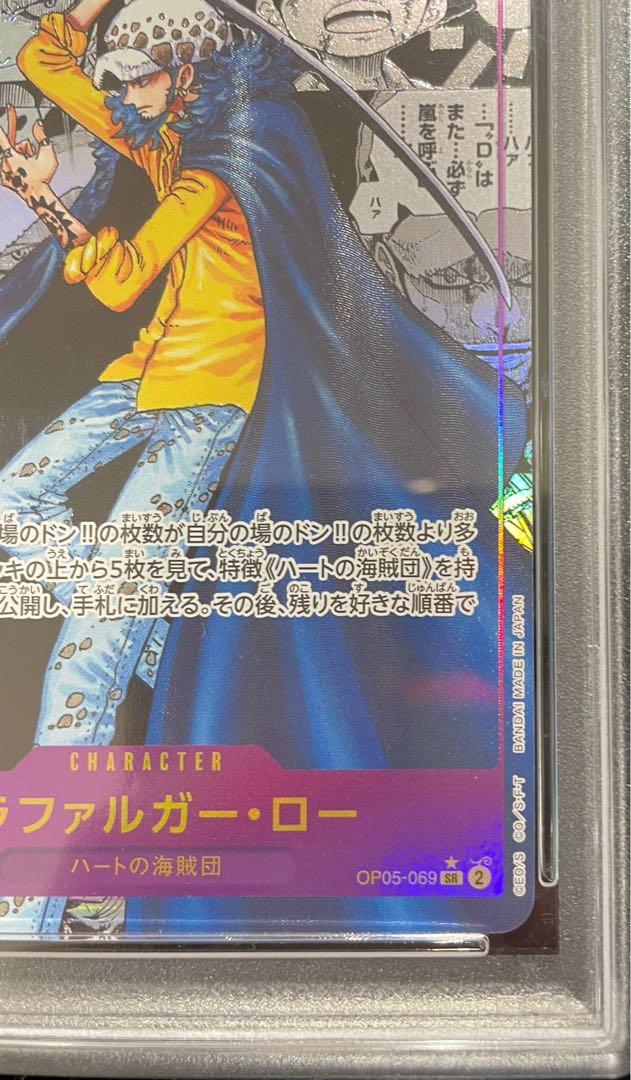 ……『"D"は
また…必ず
嵐を呼ぶ
ハァ
場のドン!!の枚数が自分の場のドン!!の枚数より多
ッキの上から5枚を見て、特徴《ハートの海賊団》を持
公開し、手札に加える。その後、残りを好きな順番で
CHARACTER
ラファルガー・ロー
ハートの海賊団
OP05-069 SR ★ 2
©EO/S ©O/S･F･T BANDAI MADE IN JAPAN